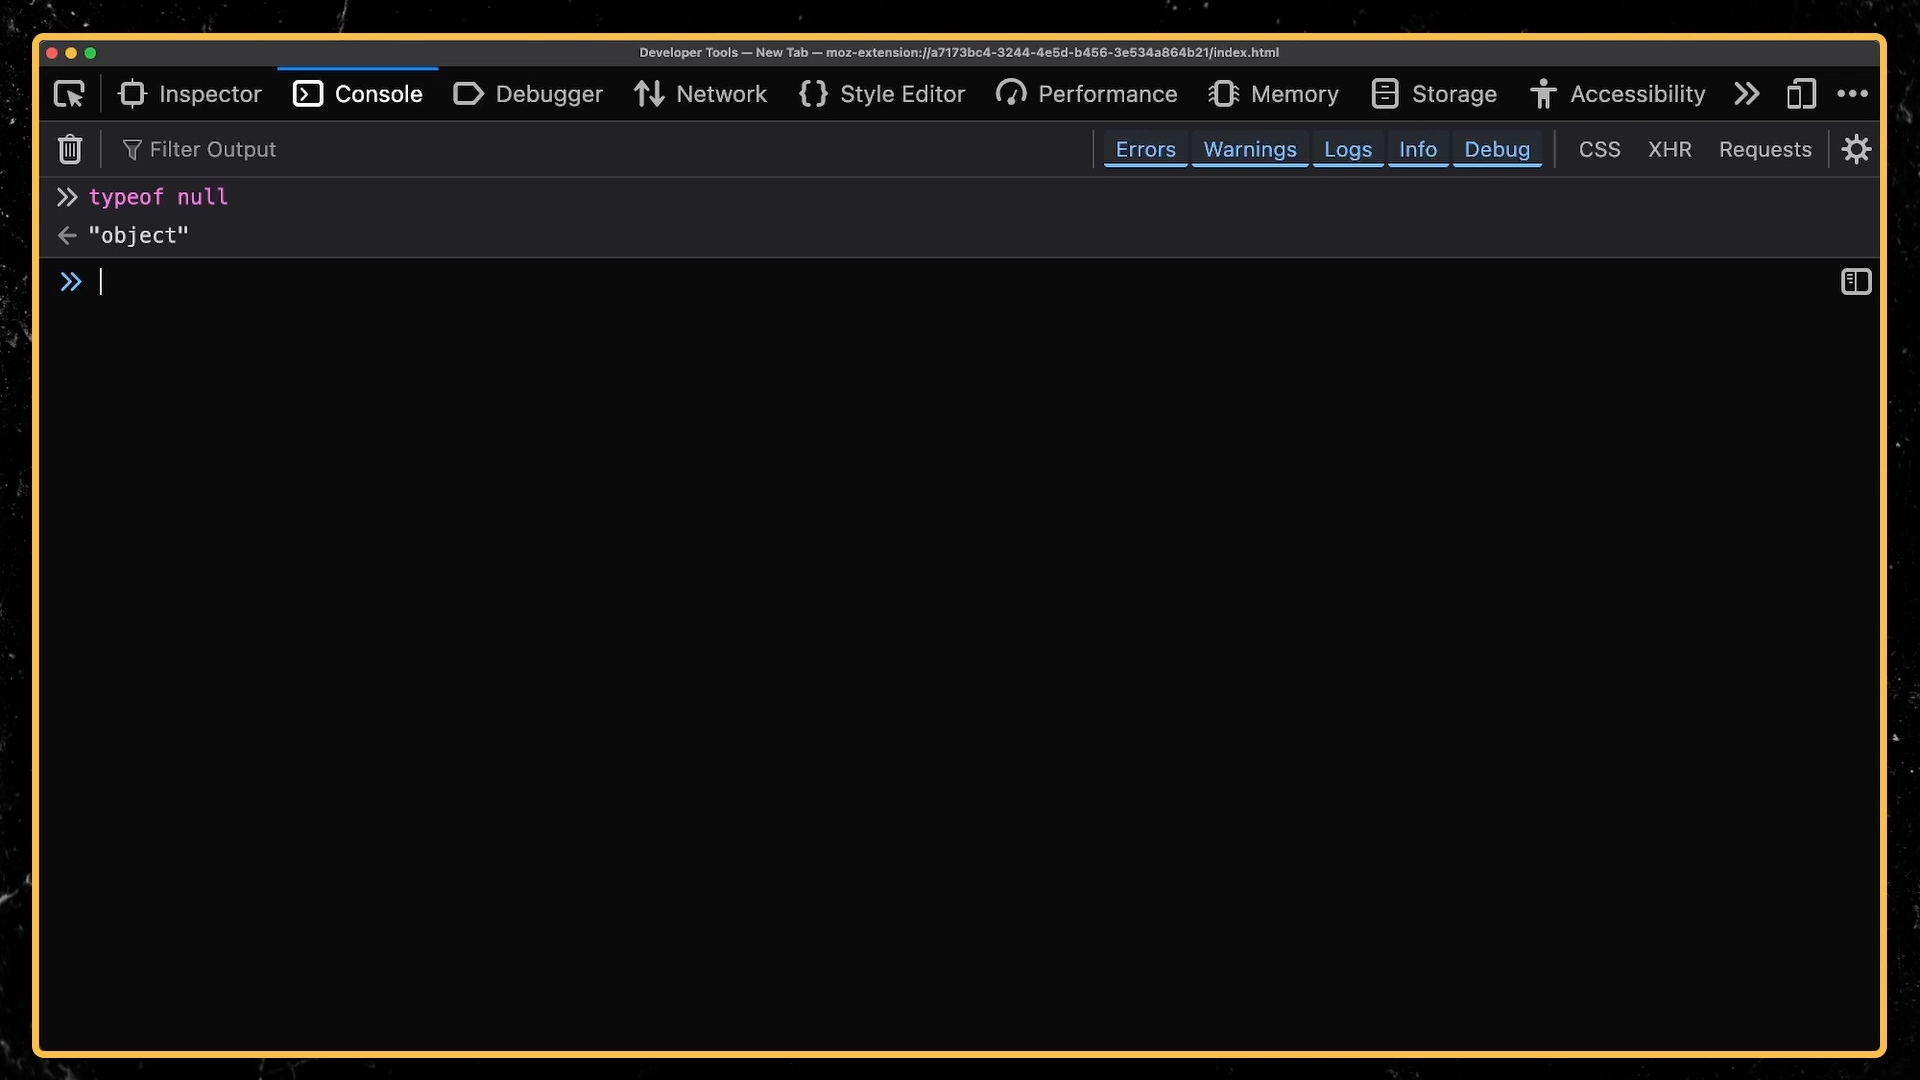 Developer Tools — New Tab — moz-extension://a7173bc4-3244-4e5d-b456-3e534a864b21/index.html
Inspector Console Debugger Network Style Editor Performance Memory Storage Accessibility
Filter Output Errors Warnings Logs Info Debug CSS XHR Requests
typeof null
"object"